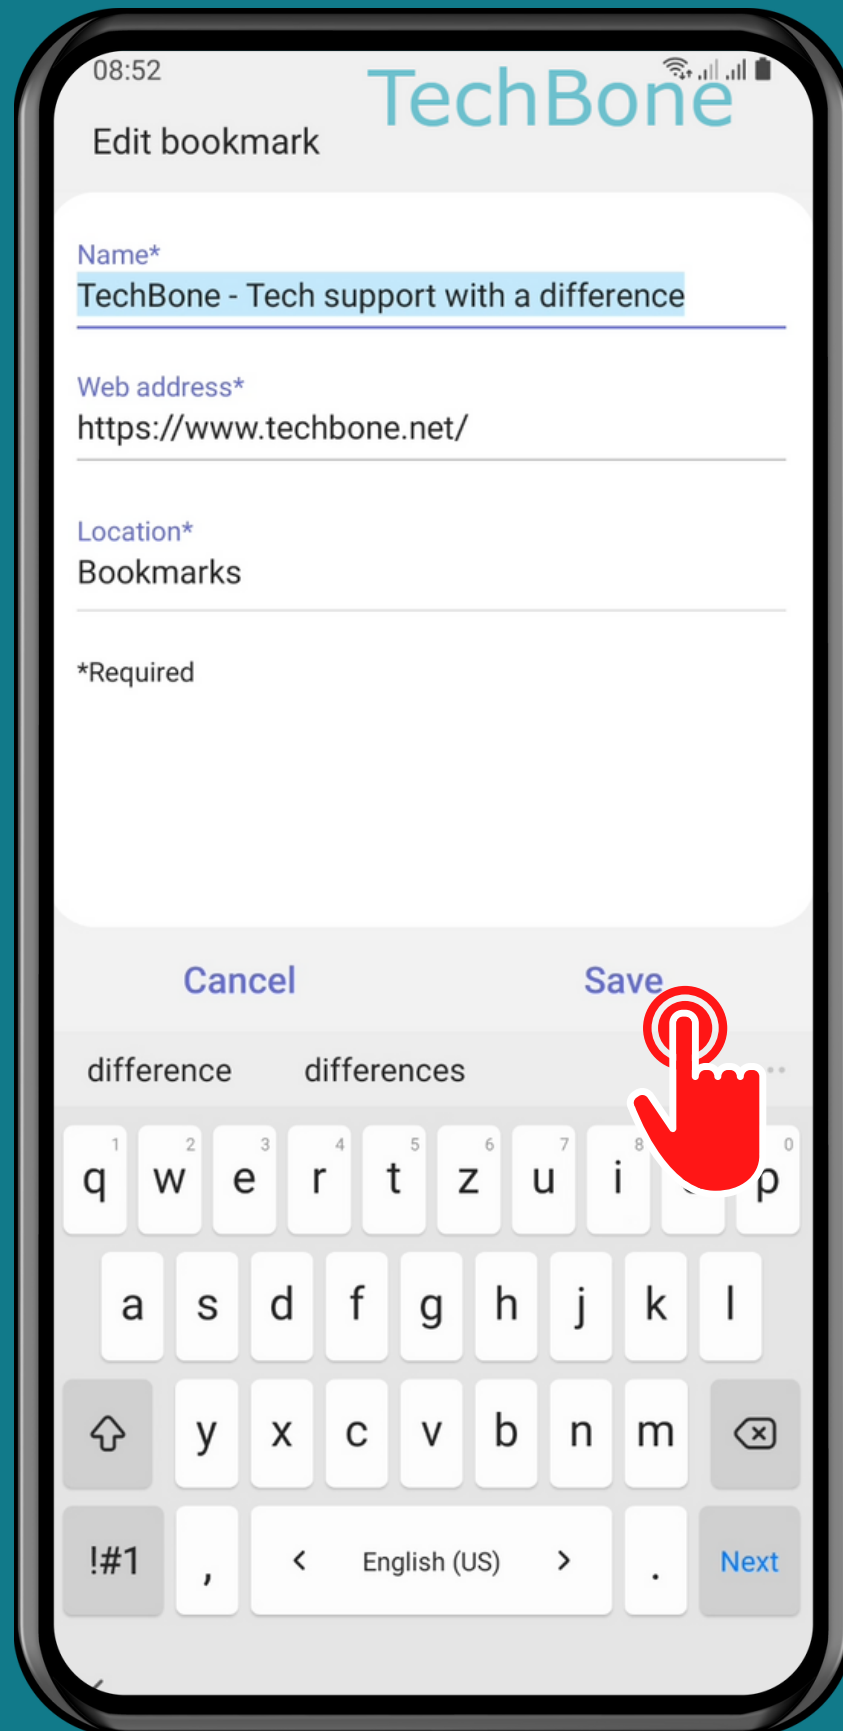 08:52
TechBone
Edit bookmark
Name*
TechBone - Tech support with a difference
Web address*
https://www.techbone.net/
Location*
Bookmarks
*Required
Cancel Save
difference differences
1 2 3 4 5 6 7 8 0
q w e r t z u i p
a s d f g h j k l
y x c v b n m
!#1 , < English (US) > . Next